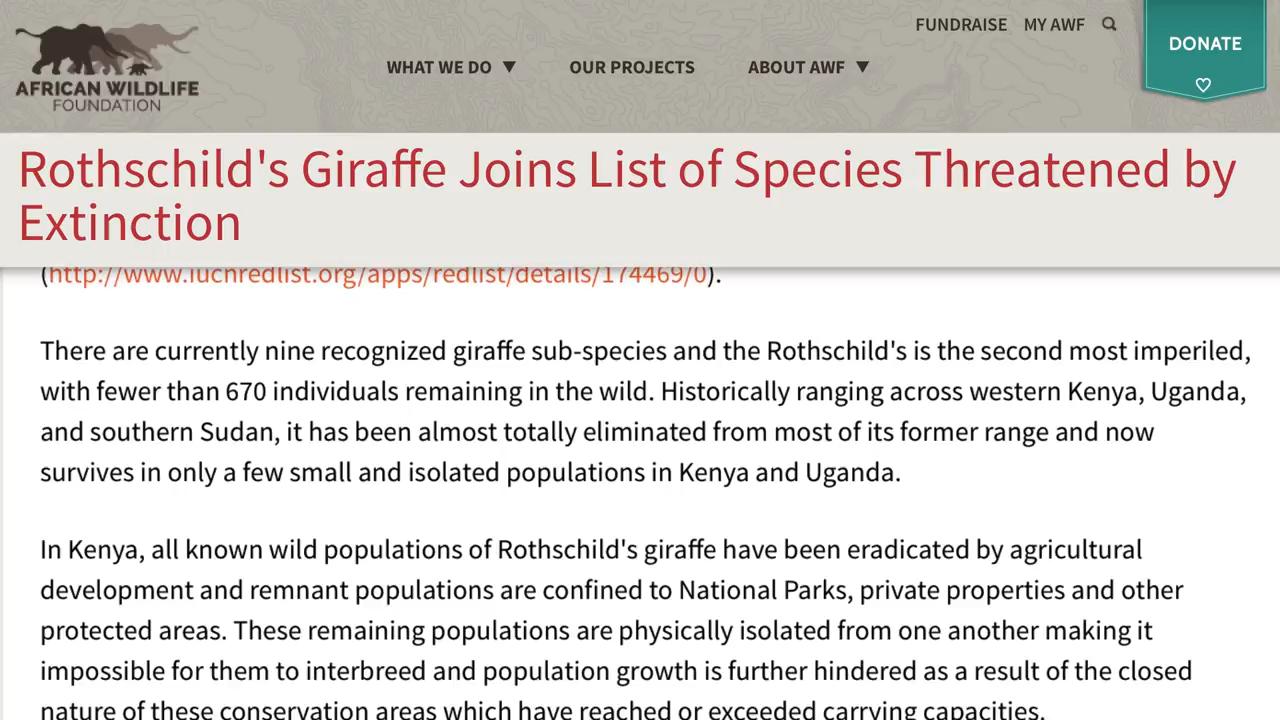 FUNDRAISE MY AWF
DONATE
WHAT WE DO ▼ OUR PROJECTS ABOUT AWF ▼
AFRICAN WILDLIFE
FOUNDATION
Rothschild's Giraffe Joins List of Species Threatened by
Extinction
(http://www.iucnredlist.org/apps/redlist/details/174469/0).
There are currently nine recognized giraffe sub-species and the Rothschild's is the second most imperiled,
with fewer than 670 individuals remaining in the wild. Historically ranging across western Kenya, Uganda,
and southern Sudan, it has been almost totally eliminated from most of its former range and now
survives in only a few small and isolated populations in Kenya and Uganda.
In Kenya, all known wild populations of Rothschild's giraffe have been eradicated by agricultural
development and remnant populations are confined to National Parks, private properties and other
protected areas. These remaining populations are physically isolated from one another making it
impossible for them to interbreed and population growth is further hindered as a result of the closed
nature of these conservation areas which have reached or exceeded carrying capacities.